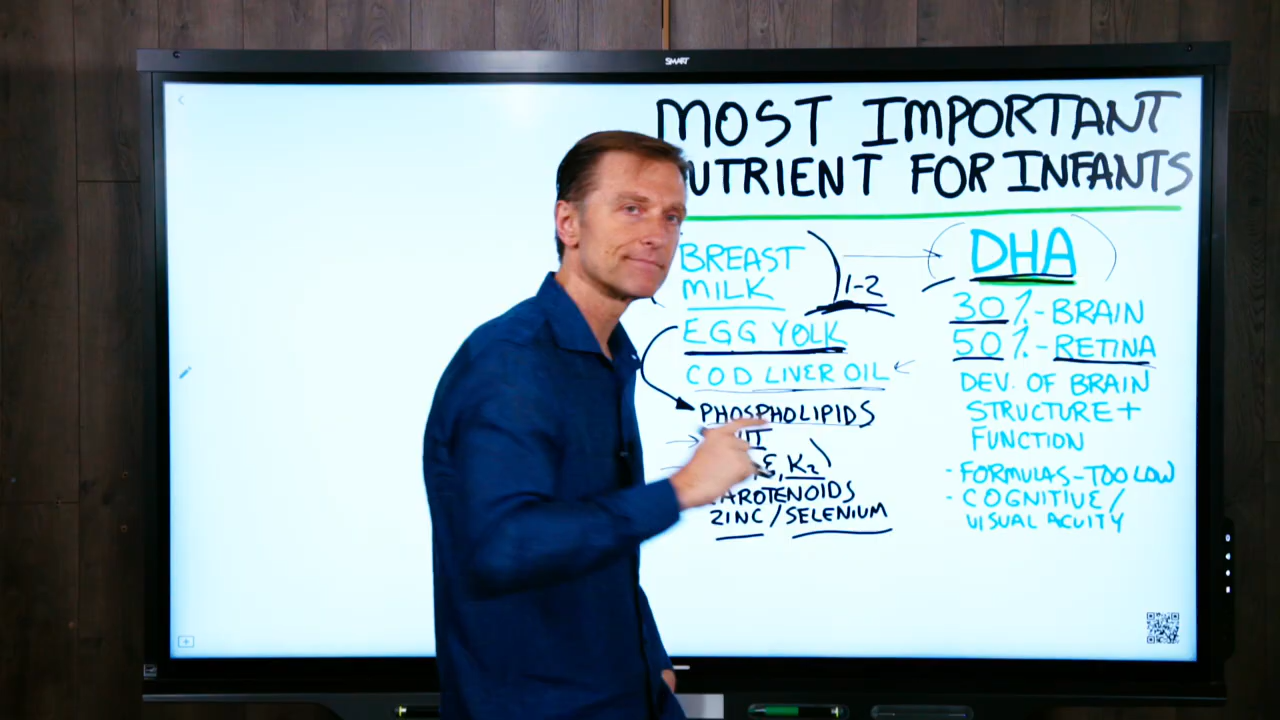 SMART
MOST IMPORTANT
UTRIENT FOR INFANTS
BREAST
MILK
1-2
EGG YOLK
COD LIVER OIL
PHOSPHOLIPIDS
E, K2
AROTENOIDS
ZINC / SELENIUM
DHA
30% - BRAIN
50% - RETINA
DEV. OF BRAIN
STRUCTURE +
FUNCTION
- FORMULAS - TOO LOW
- COGNITIVE /
VISUAL ACUITY